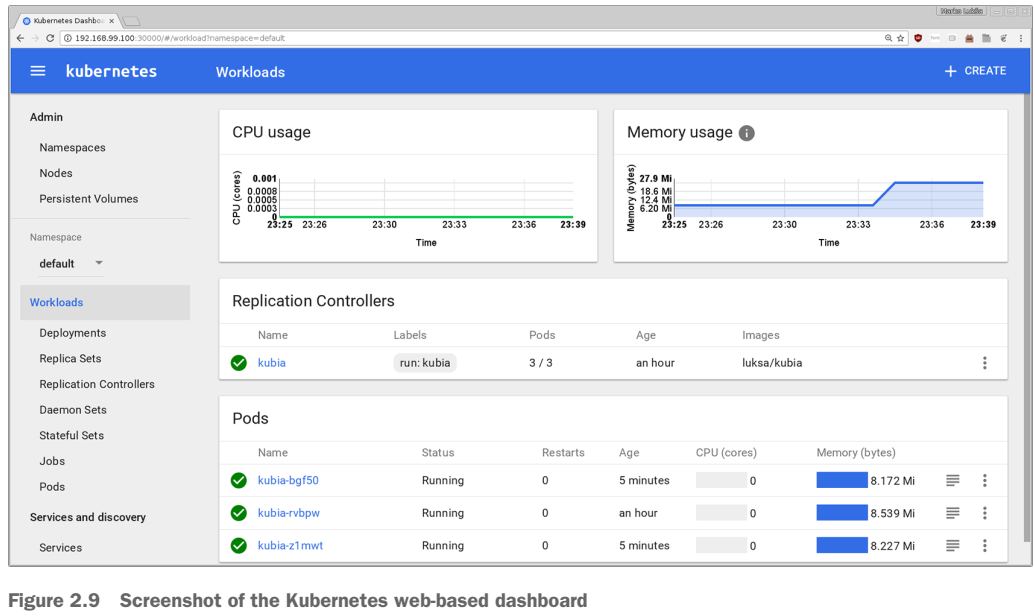 Marko Lukša
Kubernetes Dashbo
192.168.99.100:30000/#/workload?namespace=default
kubernetes
Workloads
+ CREATE
Admin
Namespaces
Nodes
Persistent Volumes
Namespace
default
Workloads
Deployments
Replica Sets
Replication Controllers
Daemon Sets
Stateful Sets
Jobs
Pods
Services and discovery
Services
CPU usage
CPU (cores)
0.001
0.0008
0.0005
0.0003
0
23:25 23:26 23:30 23:33 23:36 23:39
Time
Memory usage
Memory (bytes)
27.9 Mi
18.6 Mi
12.4 Mi
6.20 Mi
0
23:25 23:26 23:30 23:33 23:36 23:39
Time
Replication Controllers
Name Labels Pods Age Images
kubia run: kubia 3 / 3 an hour luksa/kubia
Pods
Name Status Restarts Age CPU (cores) Memory (bytes)
kubia-bgf50 Running 0 5 minutes 0 8.172 Mi
kubia-rvbpw Running 0 an hour 0 8.539 Mi
kubia-z1mwt Running 0 5 minutes 0 8.227 Mi
Figure 2.9 Screenshot of the Kubernetes web-based dashboard